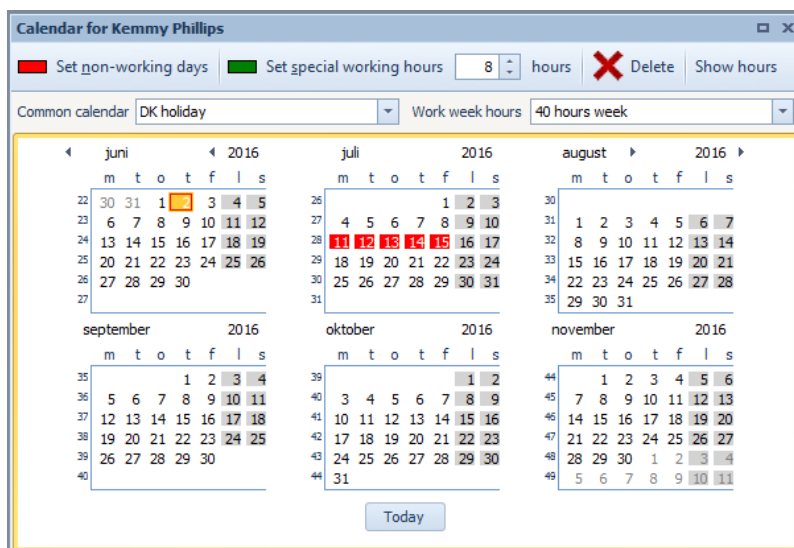 Calendar for Kemmy Phillips
Set non-working days Set special working hours 8 hours Delete Show hours
Common calendar DK holiday Work week hours 40 hours week
juni 2016 juli 2016 august 2016
m t o t f l s m t o t f l s m t o t f l s
22 30 31 1 2 3 4 5 26 1 2 3 30
23 6 7 8 9 10 11 12 27 4 5 6 7 8 9 10 31 1 2 3 4 5 6 7
24 13 14 15 16 17 18 19 28 11 12 13 14 15 16 17 32 8 9 10 11 12 13 14
25 20 21 22 23 24 25 26 29 18 19 20 21 22 23 24 33 15 16 17 18 19 20 21
26 27 28 29 30 30 25 26 27 28 29 30 31 34 22 23 24 25 26 27 28
27 31 35 29 30 31
september 2016 oktober 2016 november 2016
m t o t f l s m t o t f l s m t o t f l s
35 1 2 3 4 39 1 2 44 1 2 3 4 5 6
36 5 6 7 8 9 10 11 40 3 4 5 6 7 8 9 45 7 8 9 10 11 12 13
37 12 13 14 15 16 17 18 41 10 11 12 13 14 15 16 46 14 15 16 17 18 19 20
38 19 20 21 22 23 24 25 42 17 18 19 20 21 22 23 47 21 22 23 24 25 26 27
39 26 27 28 29 30 43 24 25 26 27 28 29 30 48 28 29 30 1 2 3 4
40 44 31 49 5 6 7 8 9 10 11
Today